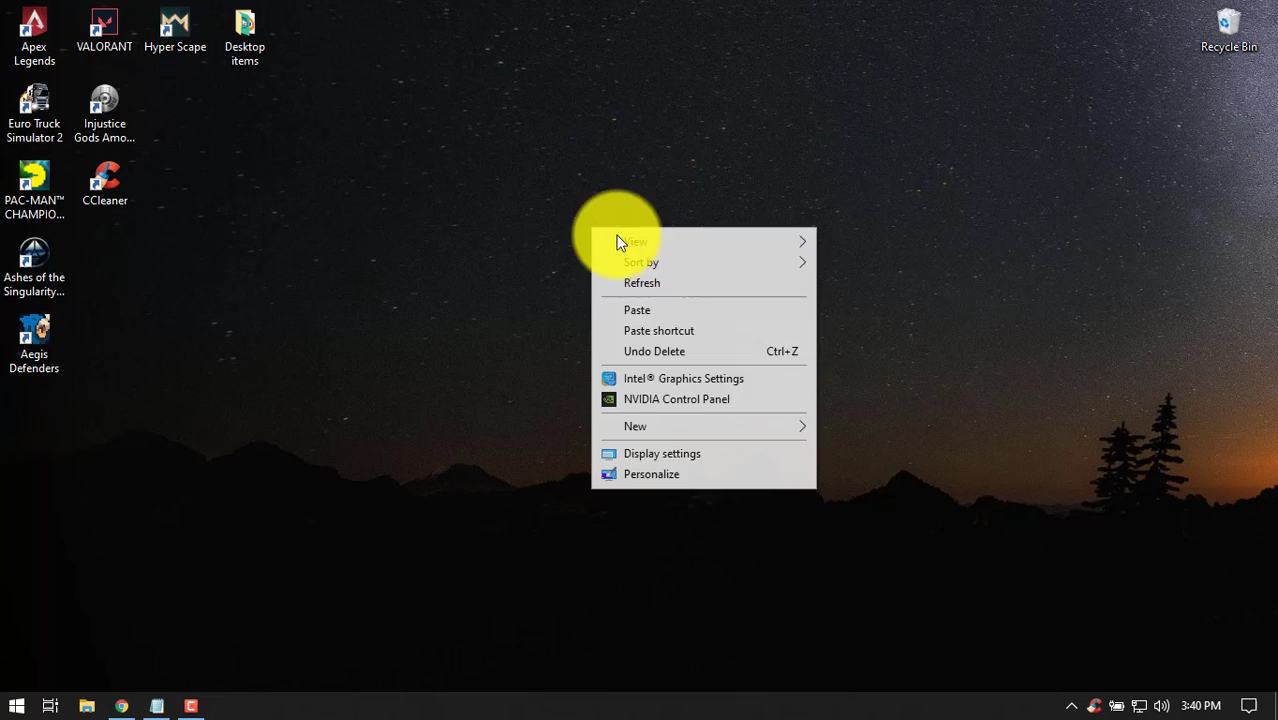 Apex
Legends
VALORANT
Hyper Scape
Desktop
items
Recycle Bin
Euro Truck
Simulator 2
Injustice
Gods Amo...
PAC-MAN™
CHAMPIO...
CCleaner
Ashes of the
Singularity...
Aegis
Defenders
View
Sort by
Refresh
Paste
Paste shortcut
Undo Delete Ctrl+Z
Intel® Graphics Settings
NVIDIA Control Panel
New
Display settings
Personalize
3:40 PM